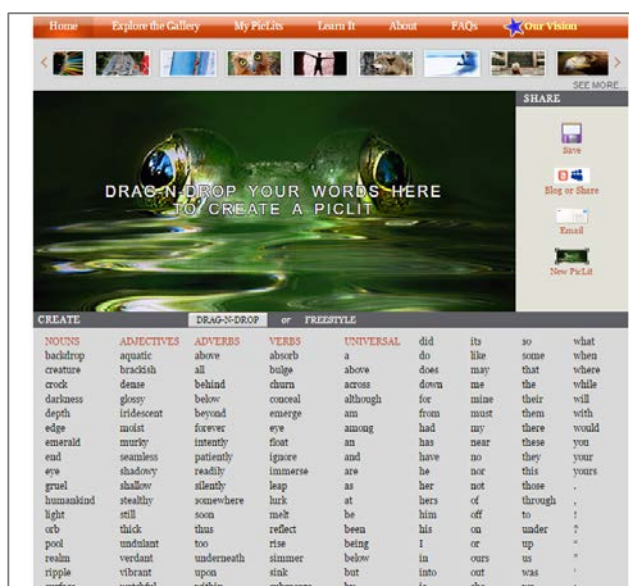 Home Explore the Gallery My PicLits Learn It About FAQs Our Vision
SEE MORE...
SHARE
Save
Blog or Share
Email
New PicLit
DRAG-N-DROP YOUR WORDS HERE
TO CREATE A PICLIT
CREATE DRAG-N-DROP or FREESTYLE
NOUNS ADJECTIVES ADVERBS VERBS UNIVERSAL did its so what
backdrop aquatic above absorb a do like some when
creature brackish all bulge above does may that where
crock dense behind churn across down me the while
darkness glossy below conceal although for mine their will
depth iridescent beyond emerge am from must them with
edge moist forever eye among had my there would
emerald murky intently float an has near these you
end seamless patiently ignore and have no they your
eye shadowy readily immerse are he nor this yours
gruel shallow silently leap as her not those .
humankind stealthy somewhere lurk at hers of through ,
light still soon melt be him off to !
orb thick thus reflect been his on under ?
pool undulant too rise being I or up "
realm verdant underneath simmer below in ours us "
ripple vibrant upon sink but into out was '